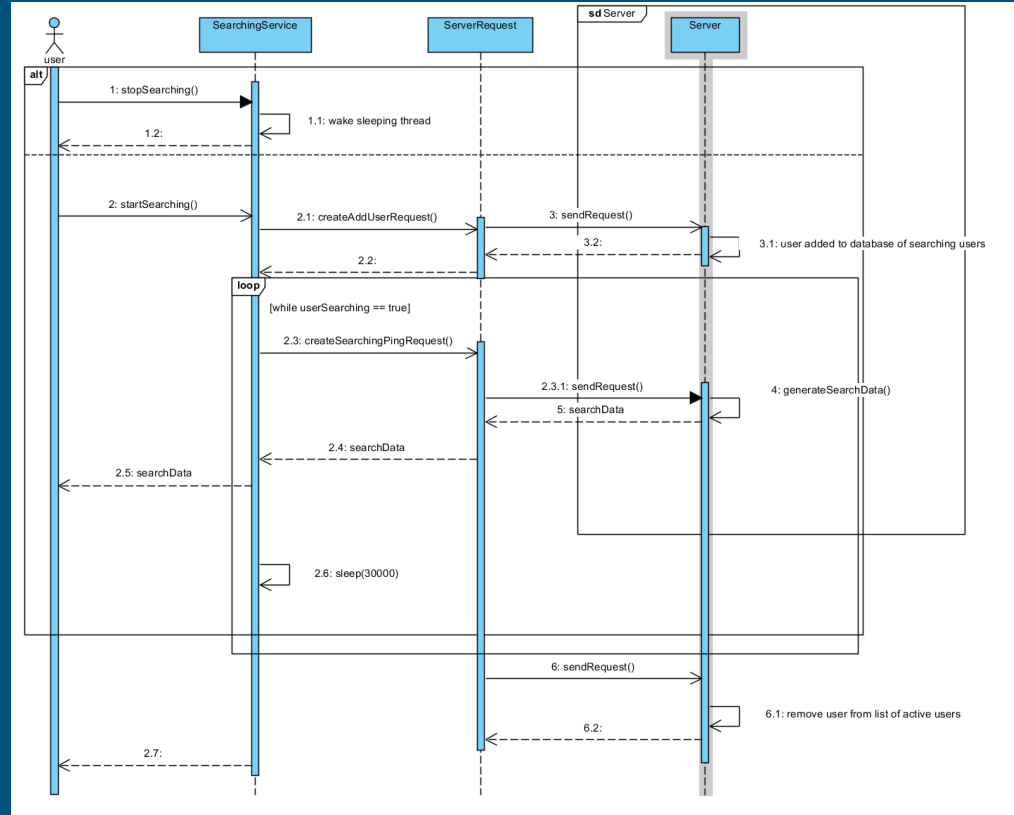 sd Server
SearchingService
ServerRequest
Server
user
alt
1: stopSearching()
1.1: wake sleeping thread
1.2:
2: startSearching()
2.1: createAddUserRequest()
3: sendRequest()
3.1: user added to database of searching users
3.2:
2.2:
loop
[while userSearching == true]
2.3: createSearchingPingRequest()
2.3.1: sendRequest()
4: generateSearchData()
5: searchData
2.4: searchData
2.5: searchData
2.6: sleep(30000)
6: sendRequest()
6.1: remove user from list of active users
6.2:
2.7: